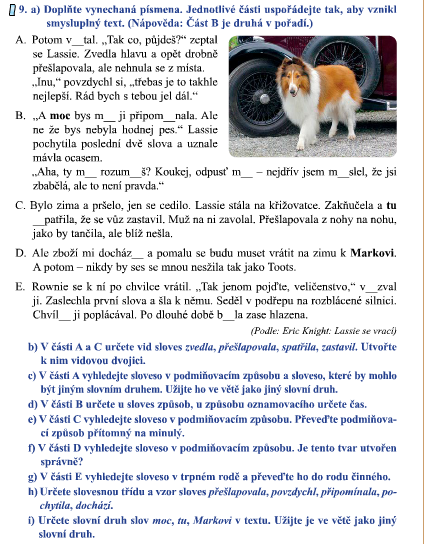 9. a) Doplňte vynechaná písmena. Jednotlivé části uspořádejte tak, aby vznikl
smysluplný text. (Nápověda: Část B je druhá v pořadí.)
A. Potom v__tal. „Tak co, půjdeš?“ zeptal
se Lassie. Zvedla hlavu a opět drobně
přešlapovala, ale nehnula se z místa.
„Inu,“ povzdychl si, „třebas je to takhle
nejlepší. Rád bych s tebou jel dál.“
B. „A moc bys m__ ji připom__nala. Ale
ne že bys nebyla hodnej pes.“ Lassie
pochytila poslední dvě slova a uznale
mávla ocasem.
„Aha, ty m__ rozum__š? Koukej, odpusť m__ – nejdřív jsem m__slel, že jsi
zbabělá, ale to není pravda.“
C. Bylo zima a pršelo, jen se cedilo. Lassie stála na křižovatce. Zakňučela a tu
__patřila, že se vůz zastavil. Muž na ni zavolal. Přešlapovala z nohy na nohu,
jako by tančila, ale blíž nešla.
D. Ale zboží mi docház__ a pomalu se budu muset vrátit na zimu k Markovi.
A potom – nikdy by ses se mnou nesžila tak jako Toots.
E. Rownie se k ní po chvilce vrátil. „Tak jenom pojďte, veličenstvo,“ v__zval
ji. Zaslechla první slova a šla k němu. Seděl v podřepu na rozblácené silnici.
Chvíl__ ji poplácával. Po dlouhé době b__la zase hlazena.
(Podle: Eric Knight: Lassie se vrací)
b) V části A a C určete vid sloves zvedla, přešlapovala, spatřila, zastavil. Utvořte
k nim vidovou dvojici.
c) V části A vyhledejte sloveso v podmiňovacím způsobu a sloveso, které by mohlo
být jiným slovním druhem. Užijte ho ve větě jako jiný slovní druh.
d) V části B určete u sloves způsob, u způsobu oznamovacího určete čas.
e) V části C vyhledejte sloveso v podmiňovacím způsobu. Převeďte podmiňova-
cí způsob přítomný na minulý.
f) V části D vyhledejte sloveso v podmiňovacím způsobu. Je tento tvar utvořen
správně?
g) V části E vyhledejte sloveso v trpném rodě a převeďte ho do rodu činného.
h) Určete slovesnou třídu a vzor sloves přešlapovala, povzdychl, připomínala, po-
chytila, dochází.
i) Určete slovní druh slov moc, tu, Markovi v textu. Užijte je ve větě jako jiný
slovní druh.